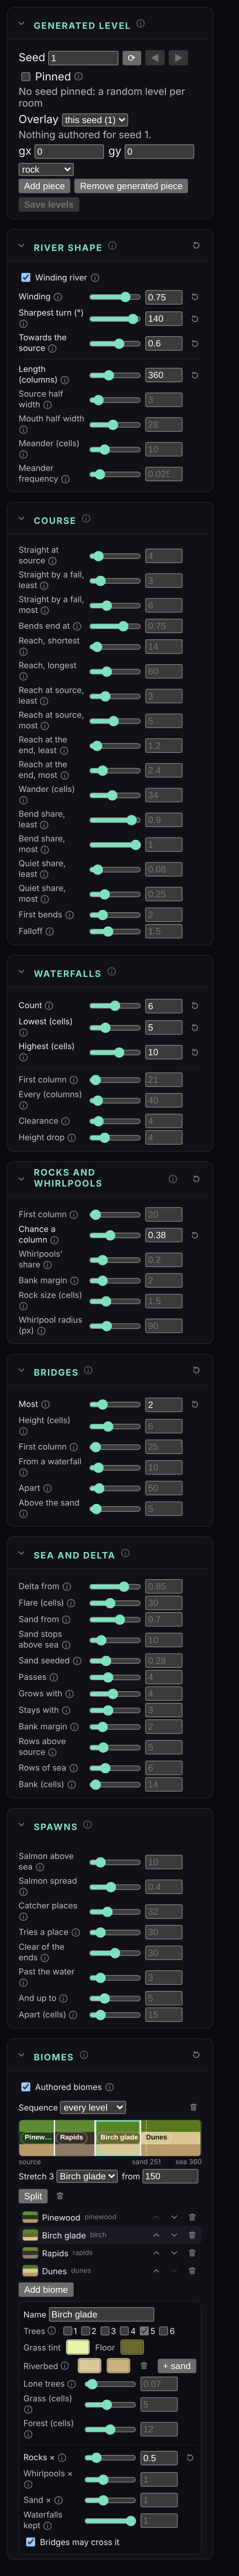 GENERATED LEVEL
Seed 1
Pinned
No seed pinned: a random level per
room
Overlay this seed (1)
Nothing authored for seed 1.
gx 0 gy 0
rock
Add piece Remove generated piece
Save levels
RIVER SHAPE
Winding river
Winding 0.75
Sharpest turn (°) 140
Towards the
source 0.6
Length
(columns) 360
Source half
width 3
Mouth half width 28
Meander (cells) 10
Meander
frequency 0.025
COURSE
Straight at
source 4
Straight by a fall,
least 3
Straight by a fall,
most 6
Bends end at 0.75
Reach, shortest 14
Reach, longest 60
Reach at source,
least 3
Reach at source,
most 5
Reach at the
end, least 1.2
Reach at the
end, most 2.4
Wander (cells) 34
Bend share,
least 0.9
Bend share,
most 1
Quiet share,
least 0.08
Quiet share,
most 0.25
First bends 2
Falloff 1.5
WATERFALLS
Count 6
Lowest (cells) 5
Highest (cells) 10
First column 21
Every (columns) 40
Clearance 4
Height drop 4
ROCKS AND
WHIRLPOOLS
First column 20
Chance a
column 0.38
Whirlpools'
share 0.2
Bank margin 2
Rock size (cells) 1.5
Whirlpool radius
(px) 90
BRIDGES
Most 2
Height (cells) 6
First column 25
From a waterfall 10
Apart 50
Above the sand 5
SEA AND DELTA
Delta from 0.85
Flare (cells) 30
Sand from 0.7
Sand stops
above sea 10
Sand seeded 0.28
Passes 4
Grows with 4
Stays with 3
Bank margin 2
Rows above
source 5
Rows of sea 6
Bank (cells) 14
SPAWNS
Salmon above
sea 10
Salmon spread 0.4
Catcher places 32
Tries a place 30
Clear of the
ends 30
Past the water 3
And up to 5
Apart (cells) 15
BIOMES
Authored biomes
Sequence every level
Pinew… Rapids Birch glade Dunes
source sand 251 sea 360
Stretch 3 Birch glade from 150
Split
Pinewood pinewood
Birch glade birch
Rapids rapids
Dunes dunes
Add biome
Name Birch glade
Trees 1 2 3 4 5 6
Grass tint Floor
Riverbed + sand
Lone trees 0.07
Grass (cells) 5
Forest (cells) 12
Rocks × 0.5
Whirlpools × 1
Sand × 1
Waterfalls
kept 1
Bridges may cross it